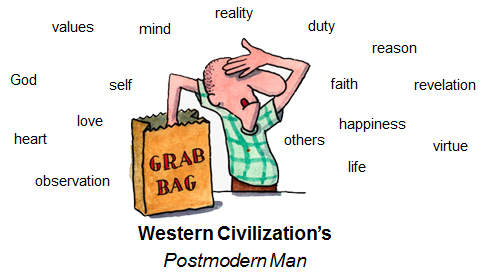 reality
values
mind
duty
reason
God
self
faith
revelation
love
happiness
heart
others
virtue
GRAB
BAG
life
observation
Western Civilization's
Postmodern Man